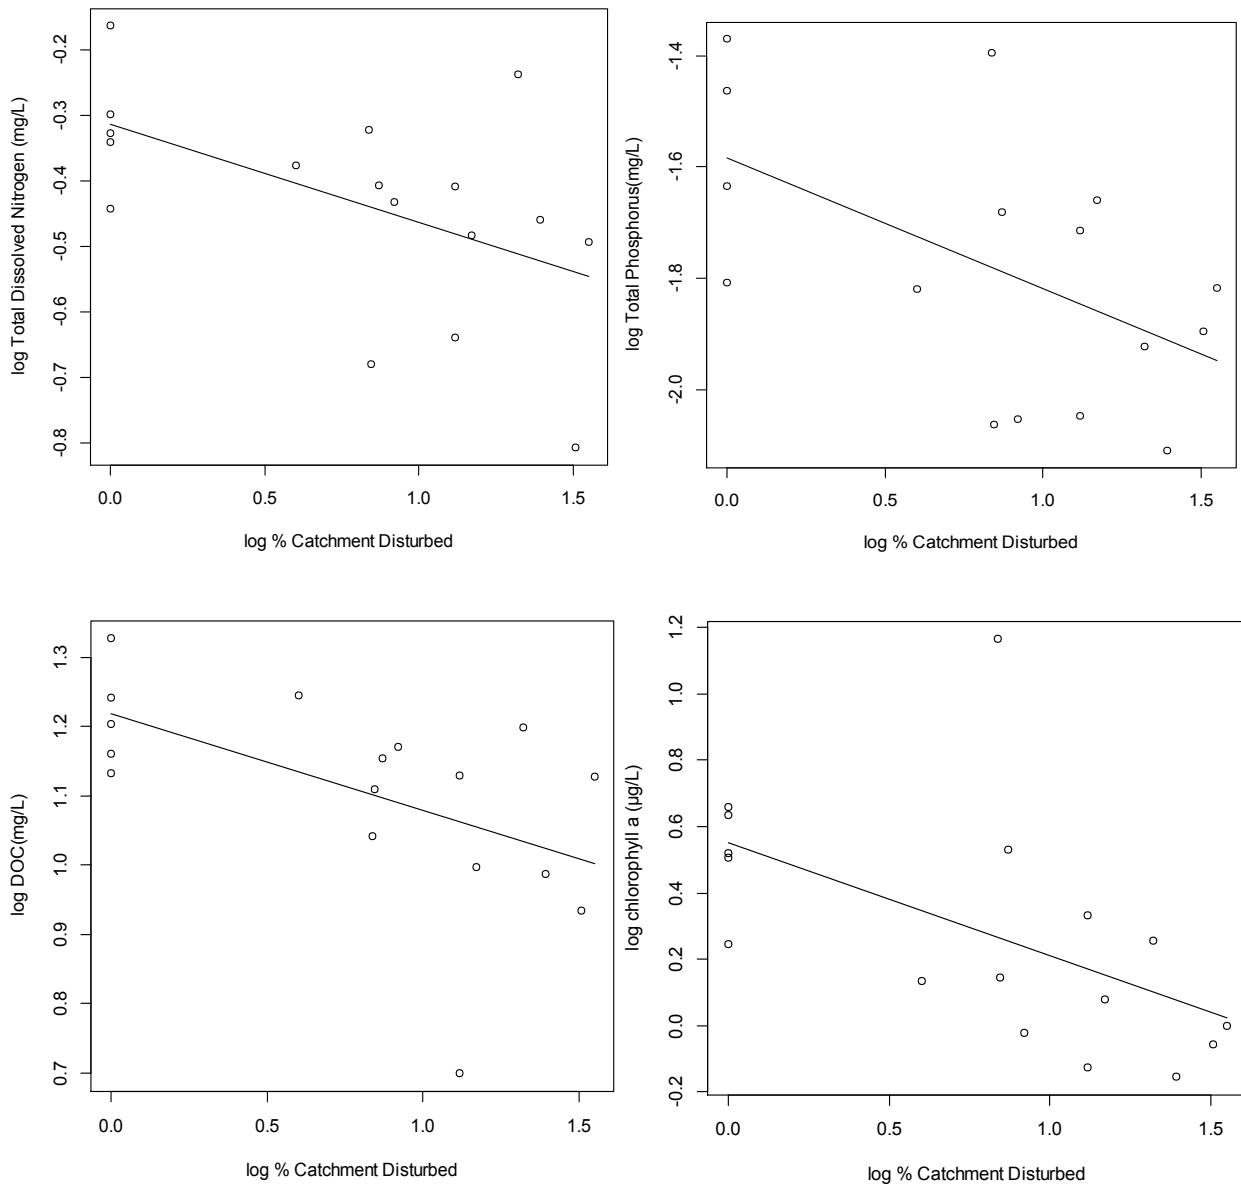 log Total Dissolved Nitrogen (mg/L)
-0.2
-0.3
-0.4
-0.5
-0.6
-0.7
-0.8
0.0 0.5 1.0 1.5
log % Catchment Disturbed
log Total Phosphorus(mg/L)
-1.4
-1.6
-1.8
-2.0
0.0 0.5 1.0 1.5
log % Catchment Disturbed
log DOC(mg/L)
1.3
1.2
1.1
1.0
0.9
0.8
0.7
0.0 0.5 1.0 1.5
log % Catchment Disturbed
log chlorophyll a (µg/L)
1.2
1.0
0.8
0.6
0.4
0.2
0.0
-0.2
0.0 0.5 1.0 1.5
log % Catchment Disturbed